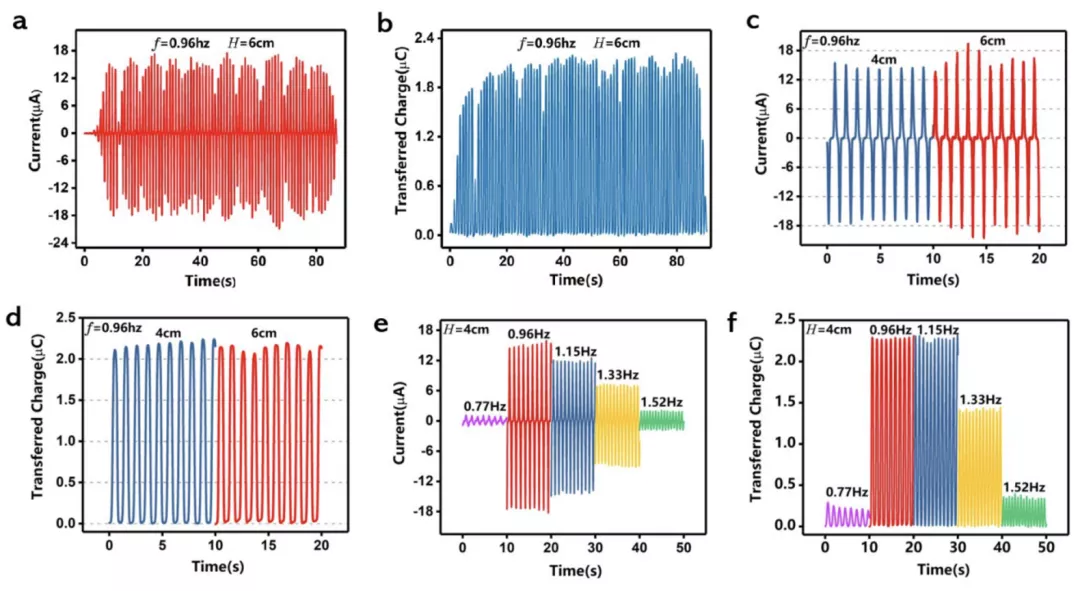 a
f=0.96hz H=6cm
18
12
6
0
-6
-12
-18
-24
Current(μA)
0 20 40 60 80
Time(s)
b
f=0.96hz H=6cm
2.4
1.8
1.2
0.6
0.0
Transferred Charge(μC)
0 20 40 60 80
Time(s)
c
f=0.96hz 6cm
4cm
18
12
6
0
-6
-12
-18
Current(μA)
0 5 10 15 20
Time(s)
d
f=0.96hz 4cm 6cm
2.5
2.0
1.5
1.0
0.5
0.0
Transferred Charge(μC)
0 5 10 15 20
Time(s)
e
H=4cm
0.96Hz
1.15Hz
1.33Hz
0.77Hz 1.52Hz
18
12
6
0
-6
-12
-18
Current(μA)
0 10 20 30 40 50
Time(s)
f
H=4cm 0.96Hz 1.15Hz
1.33Hz
0.77Hz 1.52Hz
2.5
2.0
1.5
1.0
0.5
0.0
Transferred Charge(μC)
0 10 20 30 40 50
Time(s)